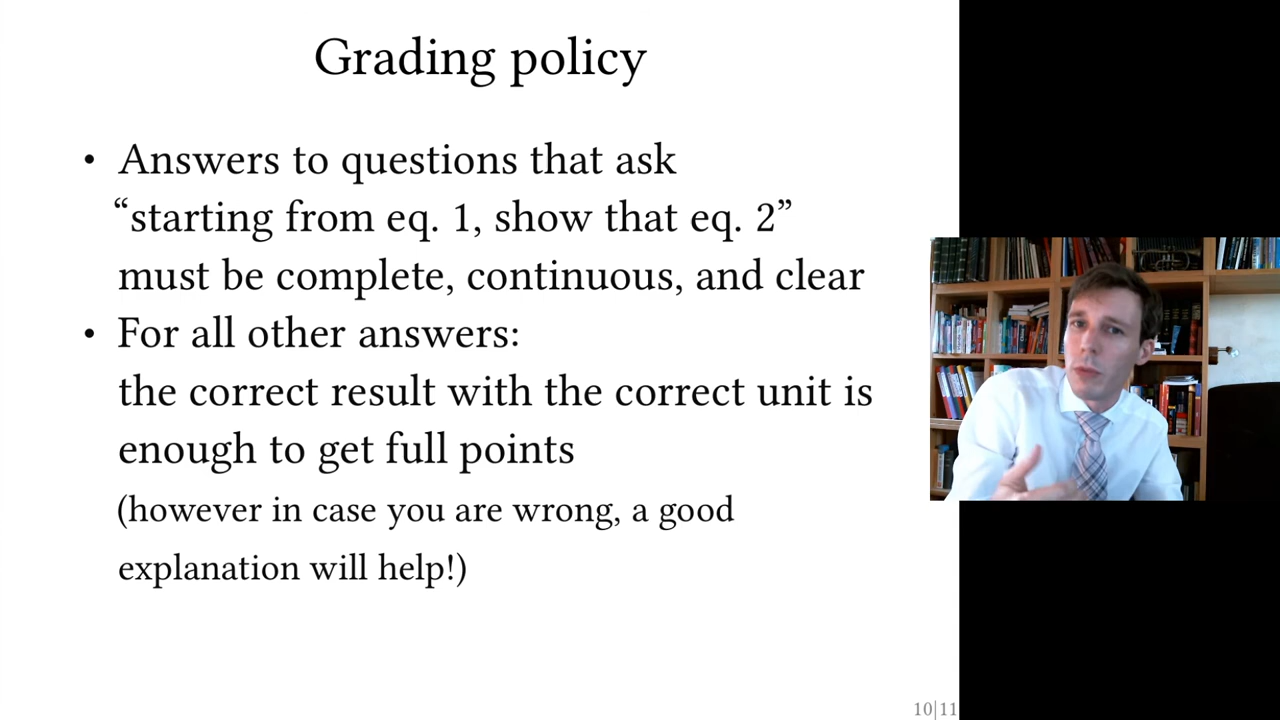 Grading policy
• Answers to questions that ask
“starting from eq. 1, show that eq. 2”
must be complete, continuous, and clear
• For all other answers:
the correct result with the correct unit is
enough to get full points
(however in case you are wrong, a good
explanation will help!)
10|11